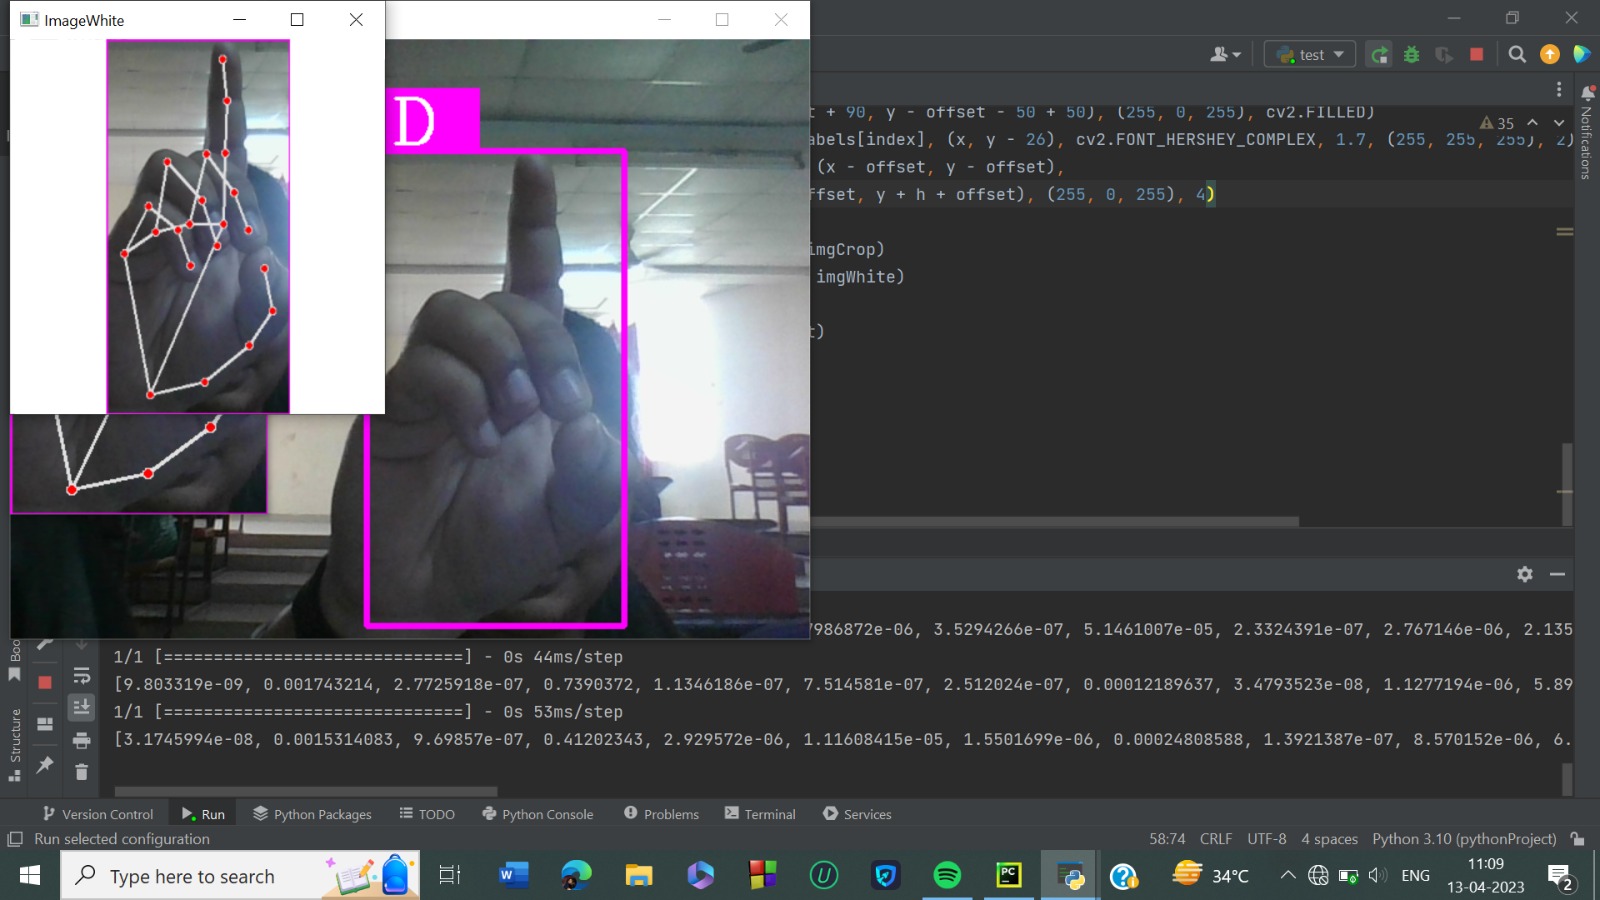 ImageWhite
D
test
t + 90, y - offset - 50 + 50), (255, 0, 255), cv2.FILLED)
35
abels[index], (x, y - 26), cv2.FONT_HERSHEY_COMPLEX, 1.7, (255, 255, 255), 2)
(x - offset, y - offset),
ffset, y + h + offset), (255, 0, 255), 4)
imgCrop)
imgWhite)
t)
Notifications
7986872e-06, 3.5294266e-07, 5.1461007e-05, 2.3324391e-07, 2.767146e-06, 2.135
1/1 [==============================] - 0s 44ms/step
[9.803319e-09, 0.001743214, 2.7725918e-07, 0.7390372, 1.1346186e-07, 7.514581e-07, 2.512024e-07, 0.00012189637, 3.4793523e-08, 1.1277194e-06, 5.89
1/1 [==============================] - 0s 53ms/step
[3.1745994e-08, 0.0015314083, 9.69857e-07, 0.41202343, 2.929572e-06, 1.11608415e-05, 1.5501699e-06, 0.00024808588, 1.3921387e-07, 8.570152e-06, 6.
Boo
Structure
Version Control Run Python Packages TODO Python Console Problems Terminal Services
Run selected configuration 58:74 CRLF UTF-8 4 spaces Python 3.10 (pythonProject)
Type here to search 34°C ENG 11:09
13-04-2023
2